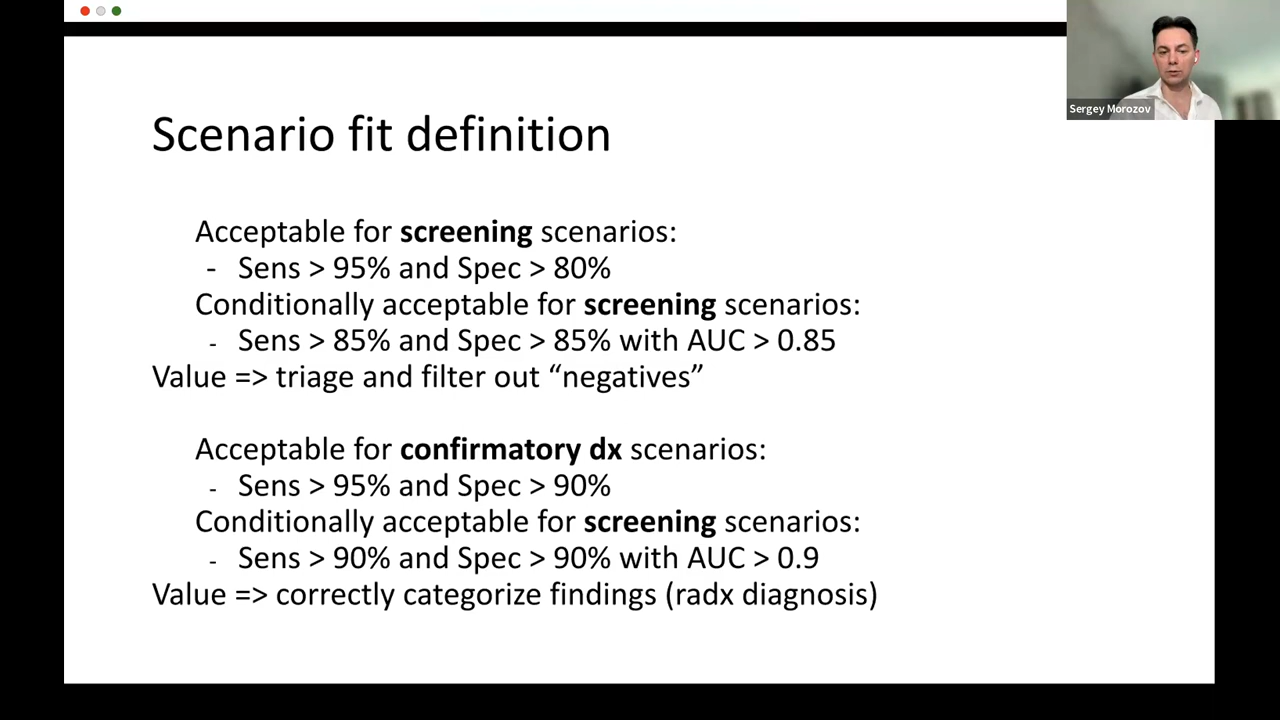 Sergey Morozov
Scenario fit definition
Acceptable for screening scenarios:
- Sens > 95% and Spec > 80%
Conditionally acceptable for screening scenarios:
- Sens > 85% and Spec > 85% with AUC > 0.85
Value => triage and filter out “negatives”
Acceptable for confirmatory dx scenarios:
- Sens > 95% and Spec > 90%
Conditionally acceptable for screening scenarios:
- Sens > 90% and Spec > 90% with AUC > 0.9
Value => correctly categorize findings (radx diagnosis)